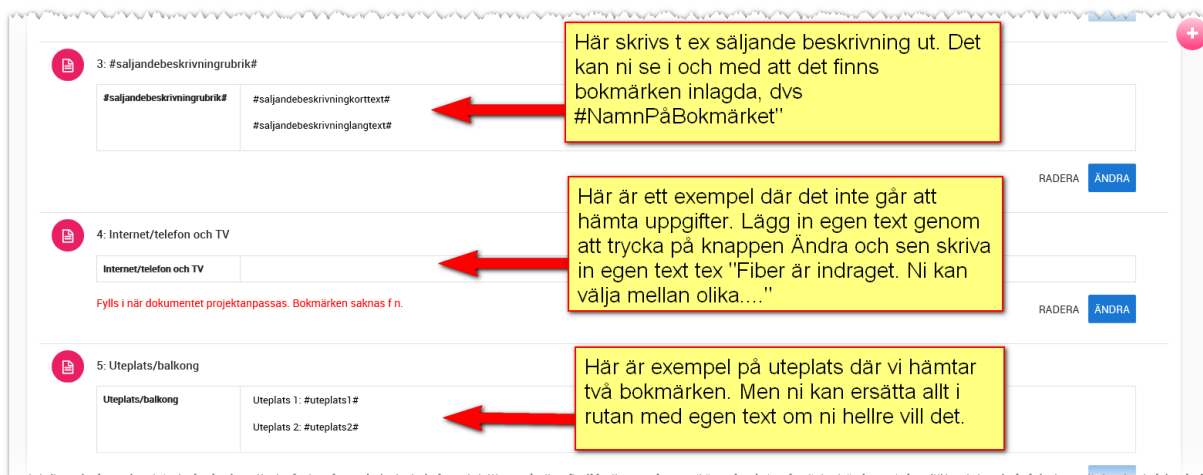 3: #saljandebeskrivningrubrik#
#saljandebeskrivningrubrik#
#saljandebeskrivningkorttext#
#saljandebeskrivninglangtext#
Här skrivs t ex säljande beskrivning ut. Det
kan ni se i och med att det finns
bokmärken inlagda, dvs
#NamnPåBokmärket"
RADERA
ÄNDRA
4: Internet/telefon och TV
Internet/telefon och TV
Fylls i när dokumentet projektanpassas. Bokmärken saknas f n.
Här är ett exempel där det inte går att
hämta uppgifter. Lägg in egen text genom
att trycka på knappen Ändra och sen skriva
in egen text tex "Fiber är indraget. Ni kan
välja mellan olika...."
RADERA
ÄNDRA
5: Uteplats/balkong
Uteplats/balkong
Uteplats 1: #uteplats1#
Uteplats 2: #uteplats2#
Här är exempel på uteplats där vi hämtar
två bokmärken. Men ni kan ersätta allt i
rutan med egen text om ni hellre vill det.